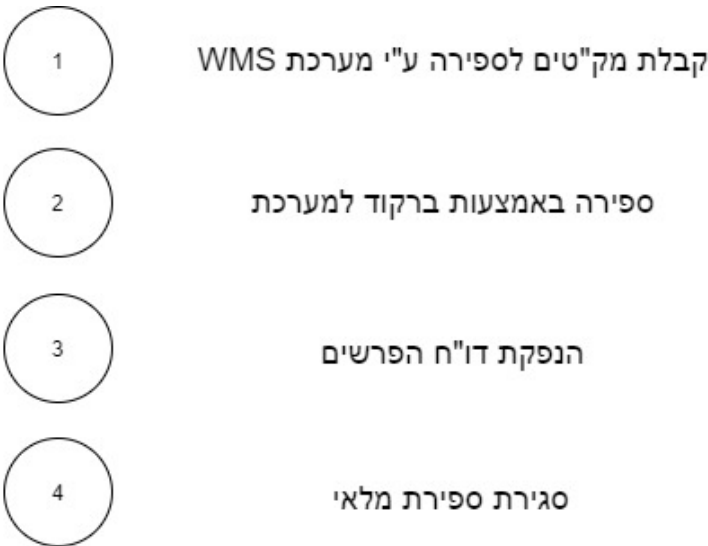 1
קבלת מק"טים לספירה ע"י מערכת WMS
2
ספירה באמצעות ברקוד למערכת
3
הנפקת דו"ח הפרשים
4
סגירת ספירת מלאי